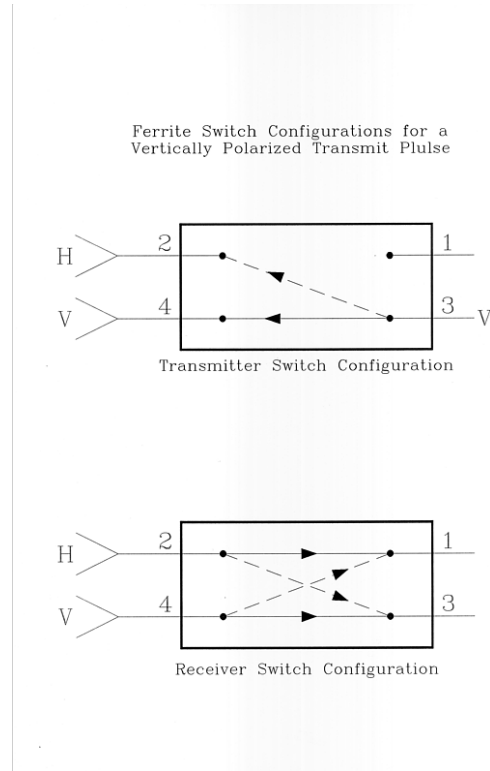 Ferrite Switch Configurations for a
Vertically Polarized Transmit Plulse
H 2 1
V 4 3 V
Transmitter Switch Configuration
H 2 1
V 4 3
Receiver Switch Configuration